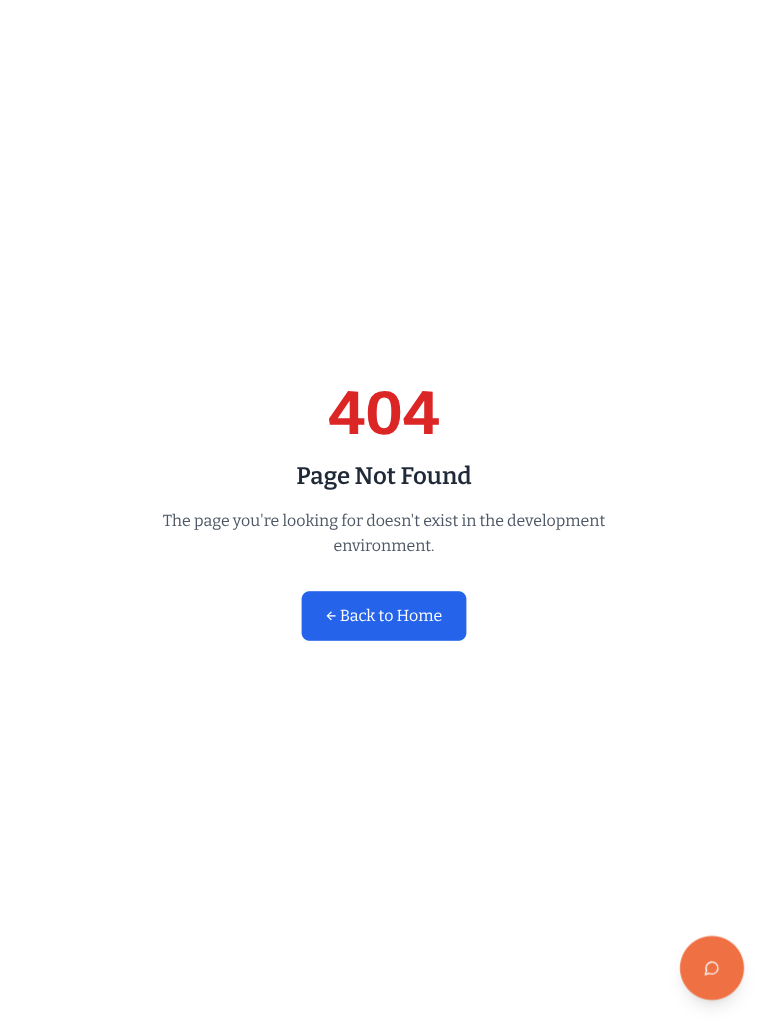 404
Page Not Found
The page you're looking for doesn't exist in the development
environment.
← Back to Home